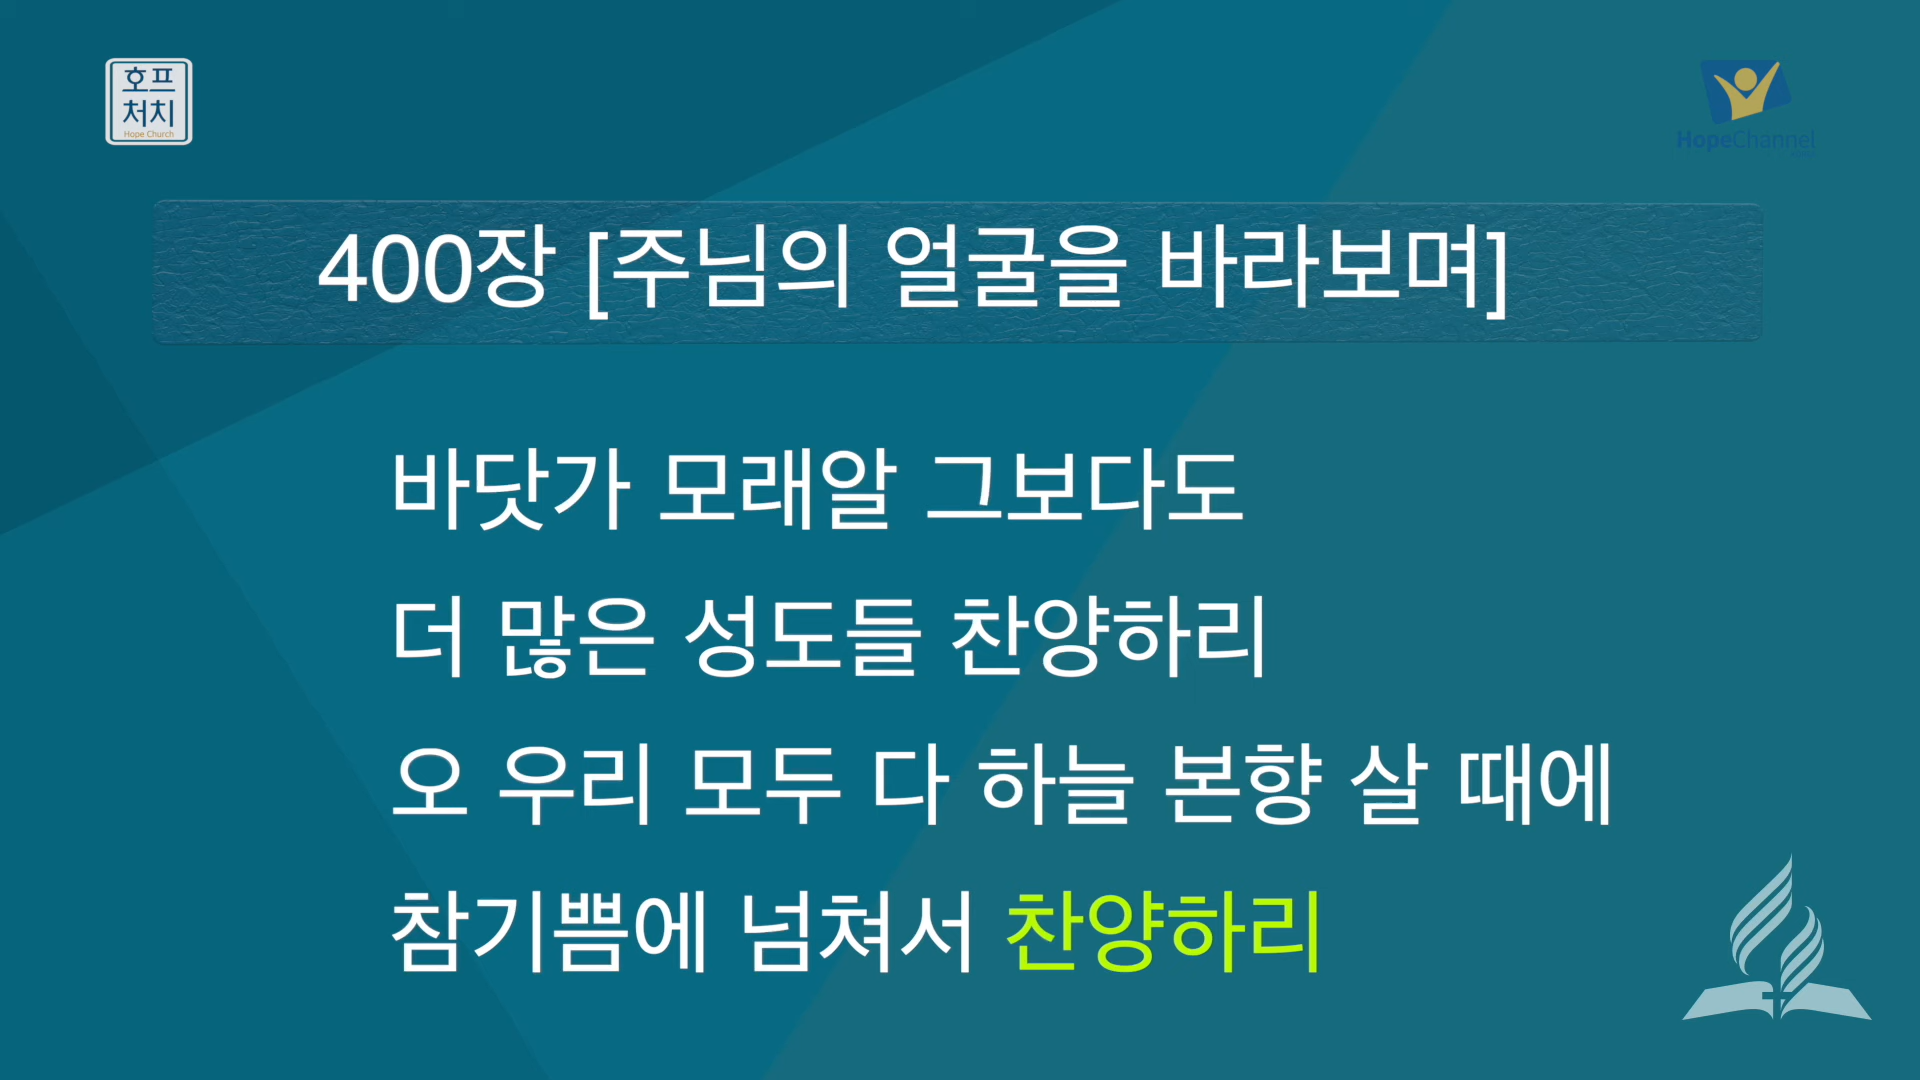 호프
처치
Hope Church
HopeChannel
400장 [주님의 얼굴을 바라보며]
바닷가 모래알 그보다도
더 많은 성도들 찬양하리
오 우리 모두 다 하늘 본향 살 때에
참기쁨에 넘쳐서 찬양하리